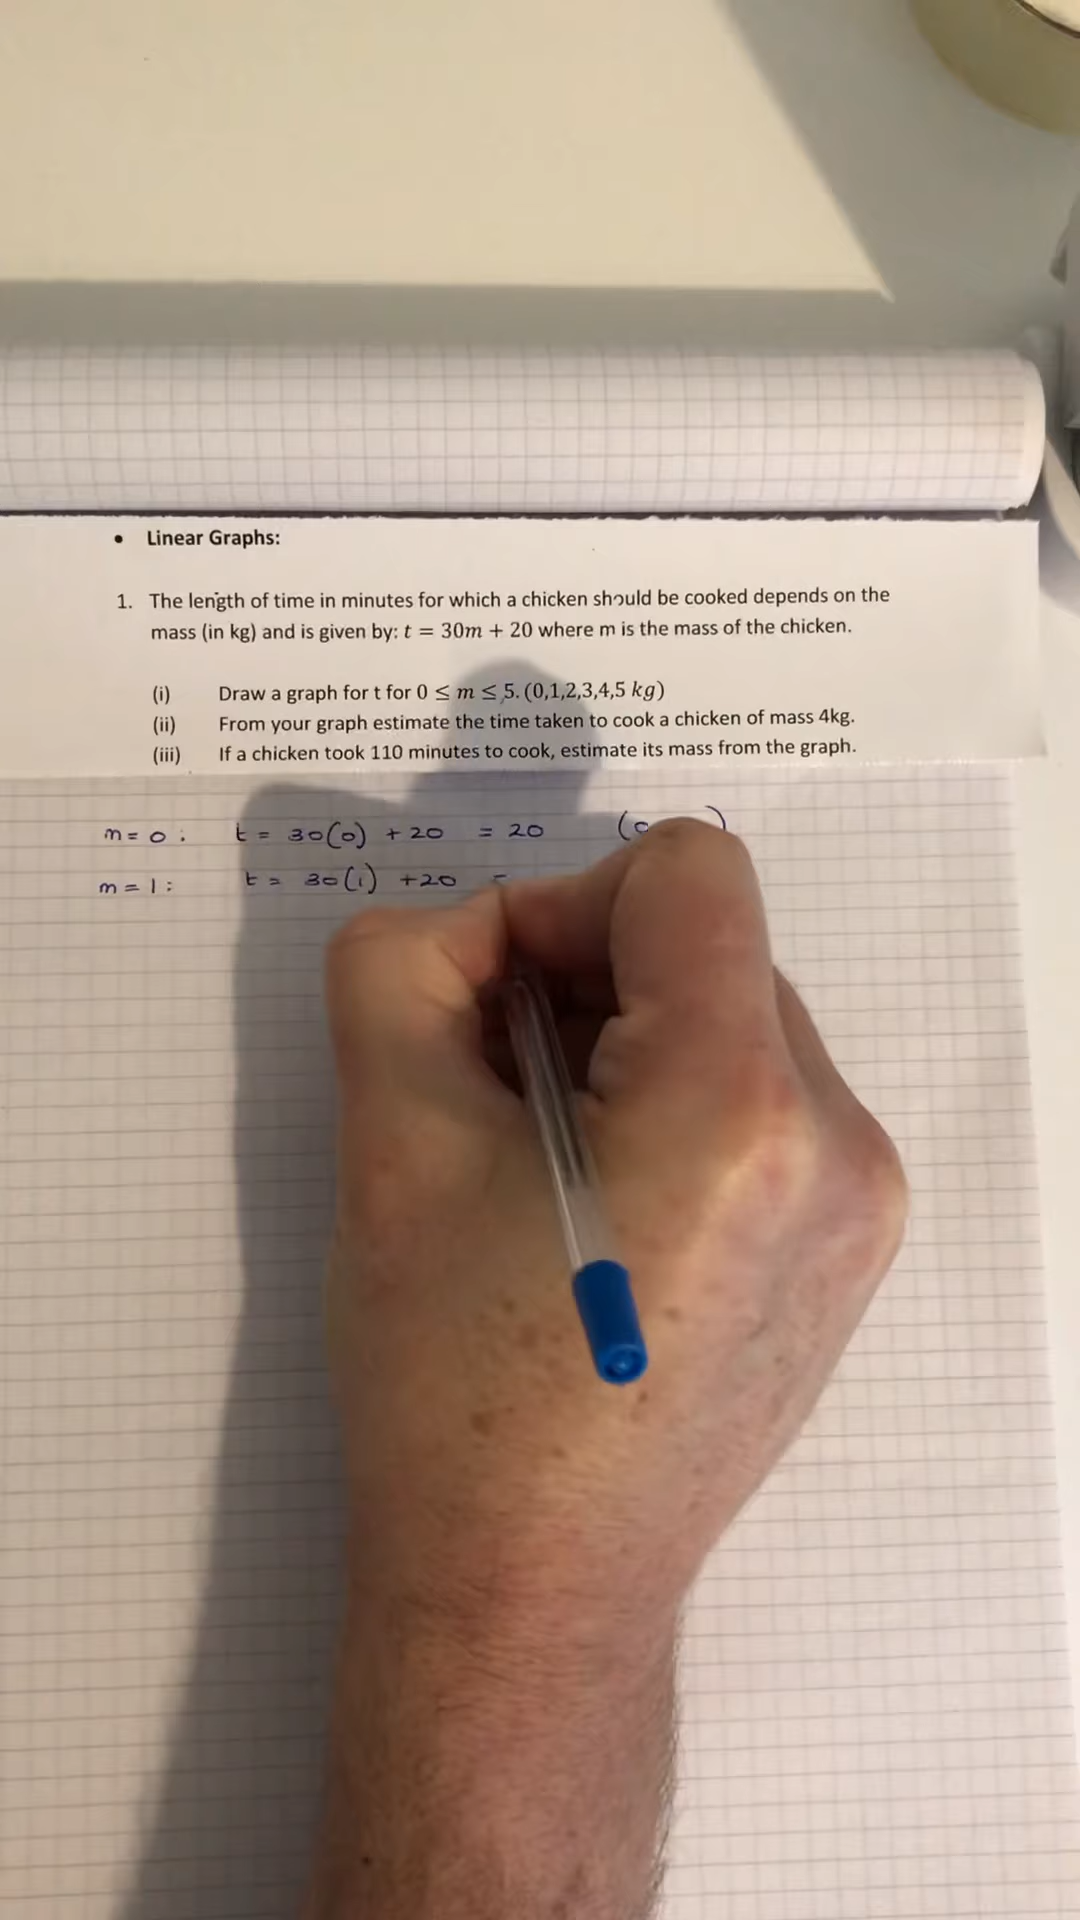 • Linear Graphs:
1. The length of time in minutes for which a chicken should be cooked depends on the
mass (in kg) and is given by: t = 30m + 20 where m is the mass of the chicken.
(i) Draw a graph for t for 0 ≤ m ≤ 5. (0,1,2,3,4,5 kg)
(ii) From your graph estimate the time taken to cook a chicken of mass 4kg.
(iii) If a chicken took 110 minutes to cook, estimate its mass from the graph.
m = 0 : t = 30(0) + 20 = 20 (0 )
m = 1 : t = 30(1) +20 =